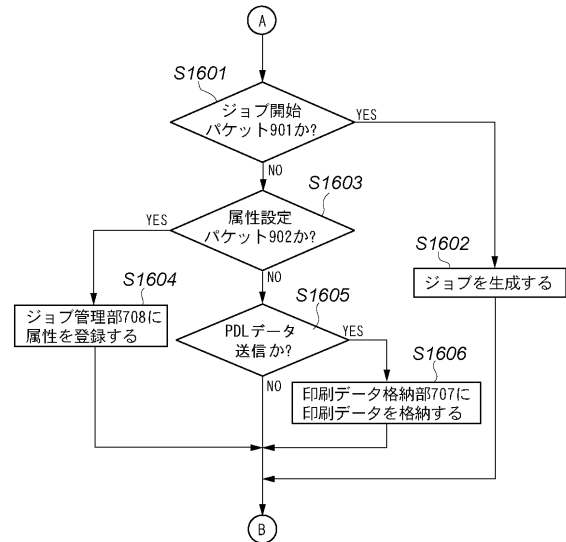 A
S1601
ジョブ開始
パケット901か?
YES
NO
S1603
属性設定
パケット902か?
YES
NO
S1602
ジョブを生成する
S1604
ジョブ管理部708に
属性を登録する
S1605
PDLデータ
送信か?
YES
NO
S1606
印刷データ格納部707に
印刷データを格納する
B